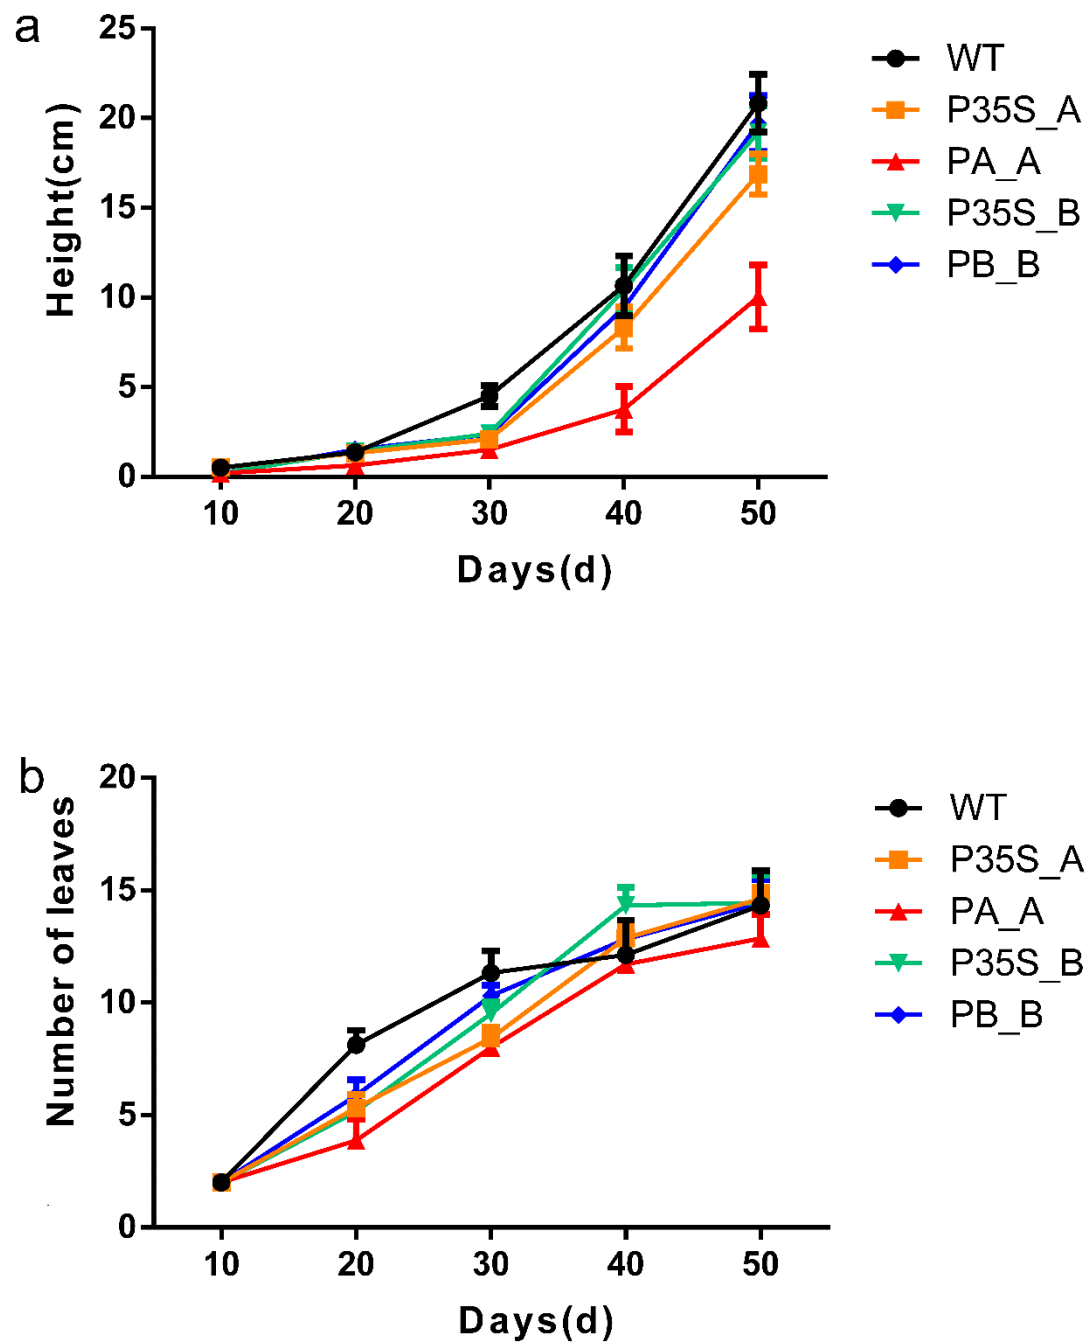 a
Height(cm)
25
20
15
10
5
0
10 20 30 40 50
Days(d)
WT
P35S_A
PA_A
P35S_B
PB_B
b
Number of leaves
20
15
10
5
0
10 20 30 40 50
Days(d)
WT
P35S_A
PA_A
P35S_B
PB_B